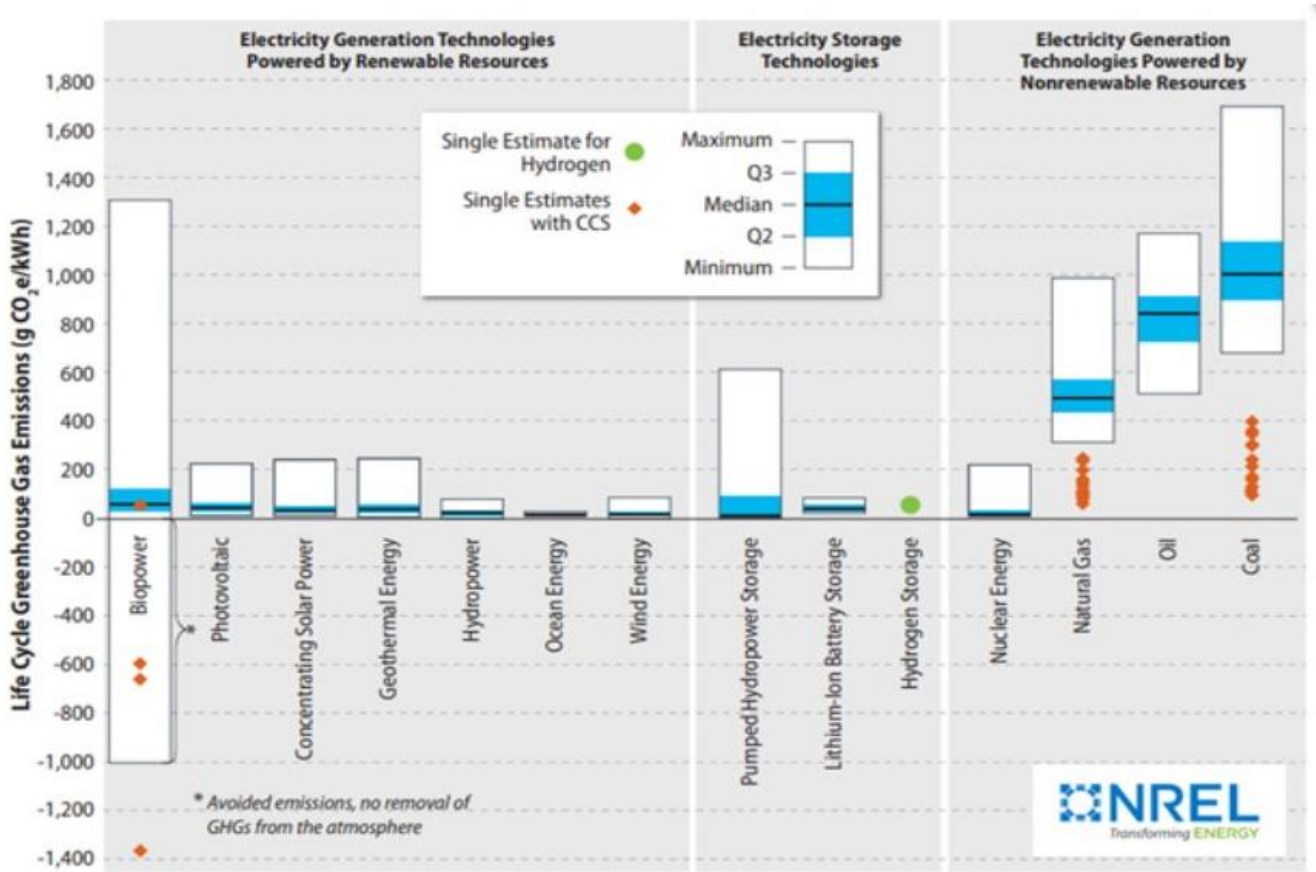 Electricity Generation Technologies
Powered by Renewable Resources
Electricity Storage
Technologies
Electricity Generation
Technologies Powered by
Nonrenewable Resources
Life Cycle Greenhouse Gas Emissions (g CO₂e/kWh)
1,800
1,600
1,400
1,200
1,000
800
600
400
200
0
-200
-400
-600
-800
-1,000
-1,200
-1,400
Single Estimate for
Hydrogen
Single Estimates
with CCS
Maximum
Q3
Median
Q2
Minimum
Biopower
*
Photovoltaic
Concentrating Solar Power
Geothermal Energy
Hydropower
Ocean Energy
Wind Energy
Pumped Hydropower Storage
Lithium-Ion Battery Storage
Hydrogen Storage
Nuclear Energy
Natural Gas
Oil
Coal
* Avoided emissions, no removal of
GHGs from the atmosphere
NREL
Transforming ENERGY